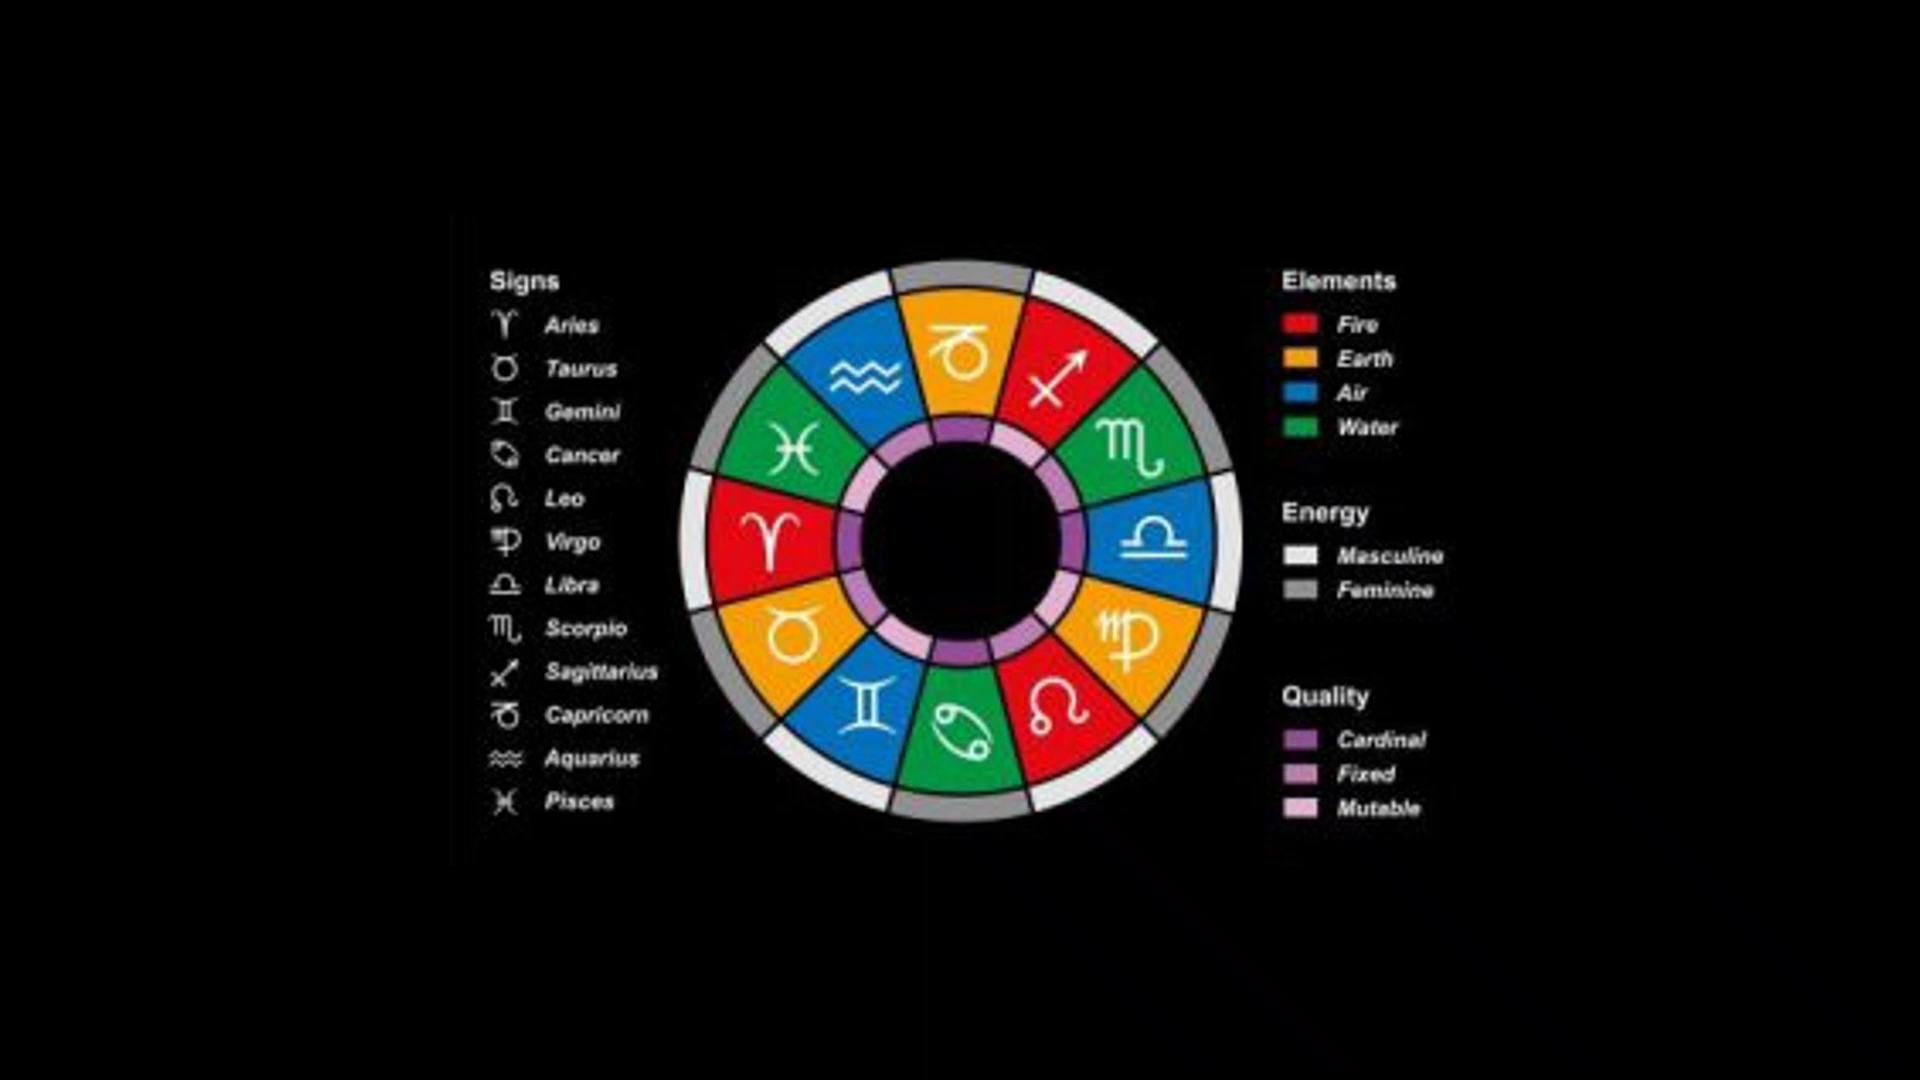 Signs
♈ Aries
♉ Taurus
♊ Gemini
♋ Cancer
♌ Leo
♍ Virgo
♎ Libra
♏ Scorpio
♐ Sagittarius
♑ Capricorn
♒ Aquarius
♓ Pisces
Elements
Fire
Earth
Air
Water
Energy
Masculine
Feminine
Quality
Cardinal
Fixed
Mutable